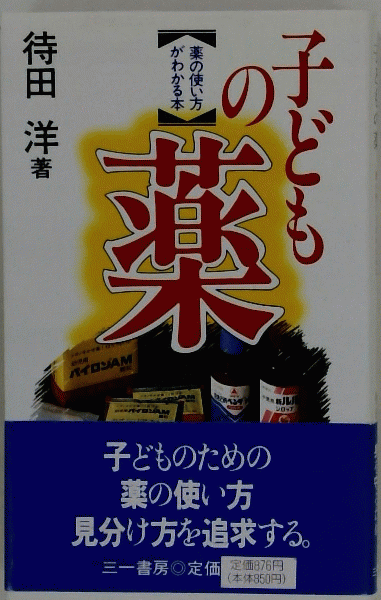 子どもの
薬
【薬の使い方
がわかる本】
待田 洋著
パイロンAM
子どものための
薬の使い方
見分け方を追求する。
三一書房◎定価
定価876円
(本体850円)